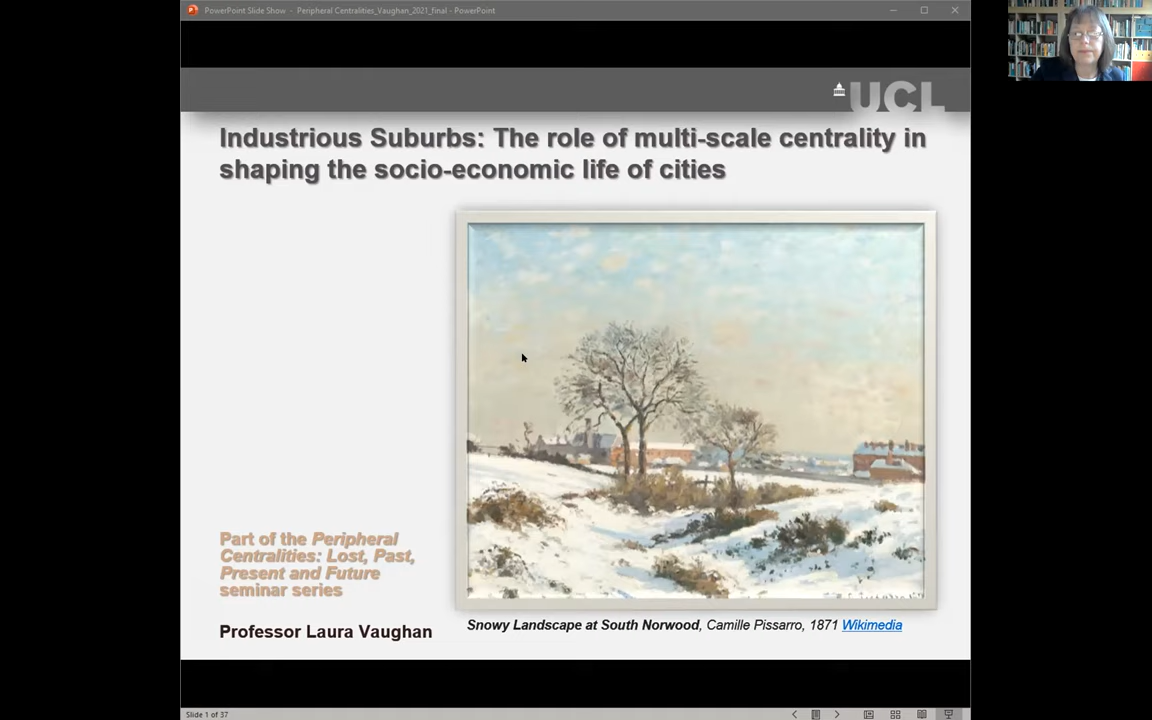 PowerPoint Slide Show - Peripheral Centralities_Vaughan_2021_final - PowerPoint
UCL
Industrious Suburbs: The role of multi-scale centrality in
shaping the socio-economic life of cities
Part of the Peripheral
Centralities: Lost, Past,
Present and Future
seminar series
Professor Laura Vaughan
Snowy Landscape at South Norwood, Camille Pissarro, 1871 Wikimedia
Slide 1 of 37